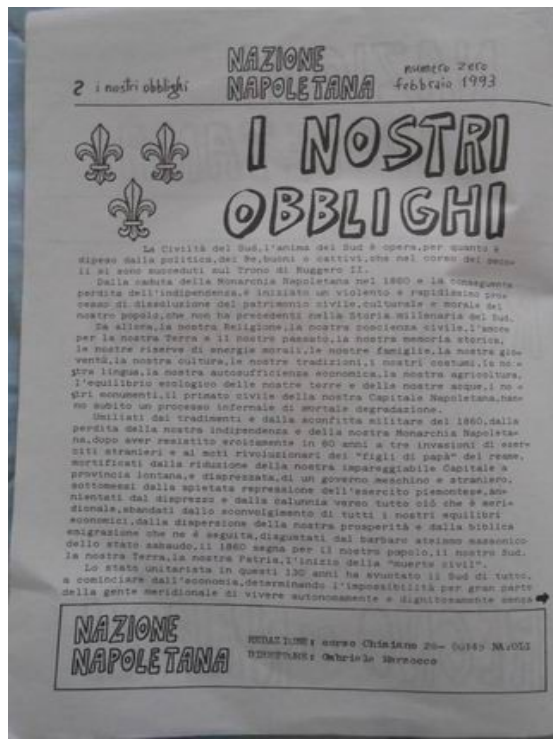 2 i nostri obblighi
NAZIONE
NAPOLETANA
numero zero
febbraio 1993
I NOSTRI
OBBLIGHI
La Civiltà del Sud,l'anima del Sud è opera,per quanto è
dipeso dalla politica,dei Re,buoni o cattivi,che nel corso dei seco-
li si sono succeduti sul Trono di Ruggero II.
Dalla caduta della Monarchia Napoletana nel 1860 e la conseguente
perdita dell'indipendenza,è iniziato un violento e rapidissimo pro-
cesso di dissoluzione del patrimonio civile,culturale e morale del
nostro popolo,che non ha precedenti nella Storia millenaria del Sud.
Da allora,la nostra Religione,la nostra coscienza civile,l'amore
per la nostra Terra e il nostro passato,la nostra memoria storica,
le nostre riserve di energie morali,le nostre famiglie,la nostra gio-
ventù,la nostra cultura,le nostre tradizioni,i nostri costumi,la no -
stra lingua,la nostra autosufficienza economica,la nostra agricoltura,
l'equilibrio ecologico delle nostre terre e delle nostre acque,i no -
stri monumenti,il primato civile della nostra Capitale Napoletana,han-
no subito un processo infernale di mortale degradazione.
Umiliati dai tradimenti e dalla sconfitta militare del 1860,dalla
perdita della nostra indipendenza e della nostra Monarchia Napoleta-
na,dopo aver resistito eroicamente in 60 anni a tre invasioni di eser-
citi stranieri e ai moti rivoluzionari dei "figli di papà" del reame,
mortificati dalla riduzione della nostra impareggiabile Capitale a
provincia lontana,e disprezzata,di un governo meschino e straniero,
sottomessi dalla spietata repressione dell'esercito piemontese,an-
nientati dal disprezzo e dalla calunnia verso tutto ciò che è meri-
dionale,sbandati dallo sconvolgimento di tutti i nostri equilibri
economici,dalla dispersione della nostra prosperità e dalla biblica
emigrazione che ne è seguita,disgustati dal barbaro ateismo massonico
dello stato sabaudo,il 1860 segna per il nostro popolo,il nostro Sud,
la nostra Terra,la nostra Patria,l'inizio della "muerte civil".
Lo stato unitarista in questi 130 anni ha svuotato il Sud di tutto,
a cominciare dall'economia,determinando l'impossibilità per gran parte
della gente meridionale di vivere autonomamente e dignitosamente senza
NAZIONE
NAPOLETANA
REDAZIONE: corso Chiaiano 26- 80145 NAPOLI
DIRETTORE: Gabriele Marzocco